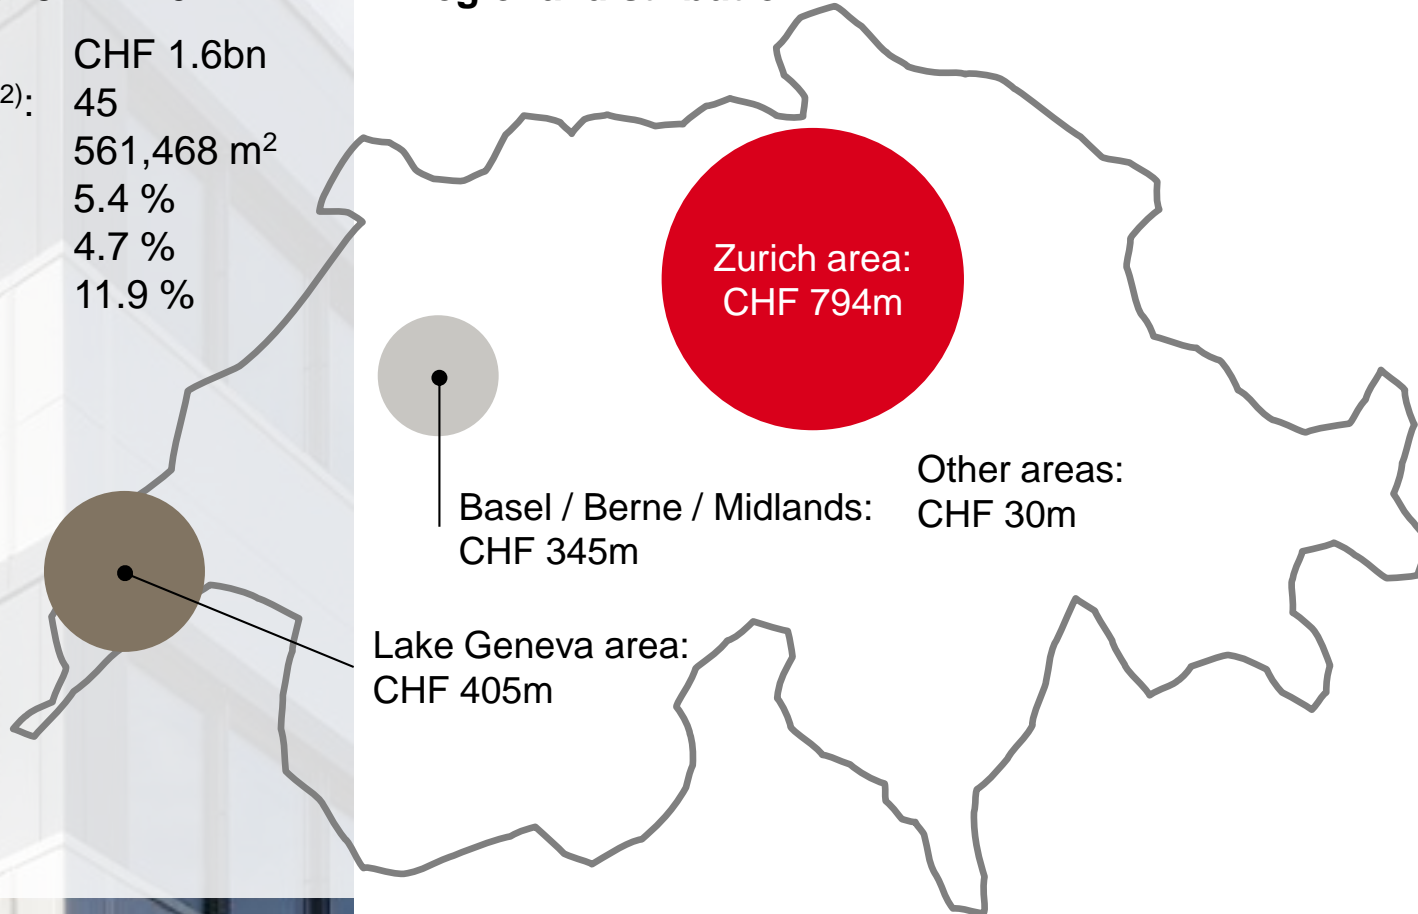 CHF 1.6bn
2): 45
561,468 m2
5.4 %
4.7 %
11.9 %
Zurich area:
CHF 794m
Other areas:
CHF 30m
Basel / Berne / Midlands:
CHF 345m
Lake Geneva area:
CHF 405m